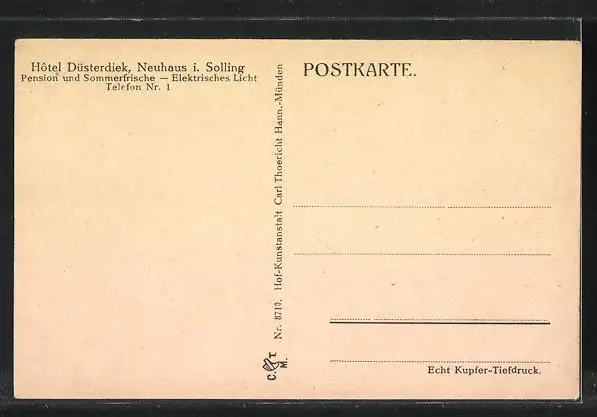 Hôtel Düsterdiek, Neuhaus i. Solling
Pension und Sommerfrische — Elektrisches Licht
Telefon Nr. 1
POSTKARTE.
Nr. 8710. Hof-Kunstanstalt Carl Thoericht Hann.-Münden
C. T.
M.
Echt Kupfer-Tiefdruck.